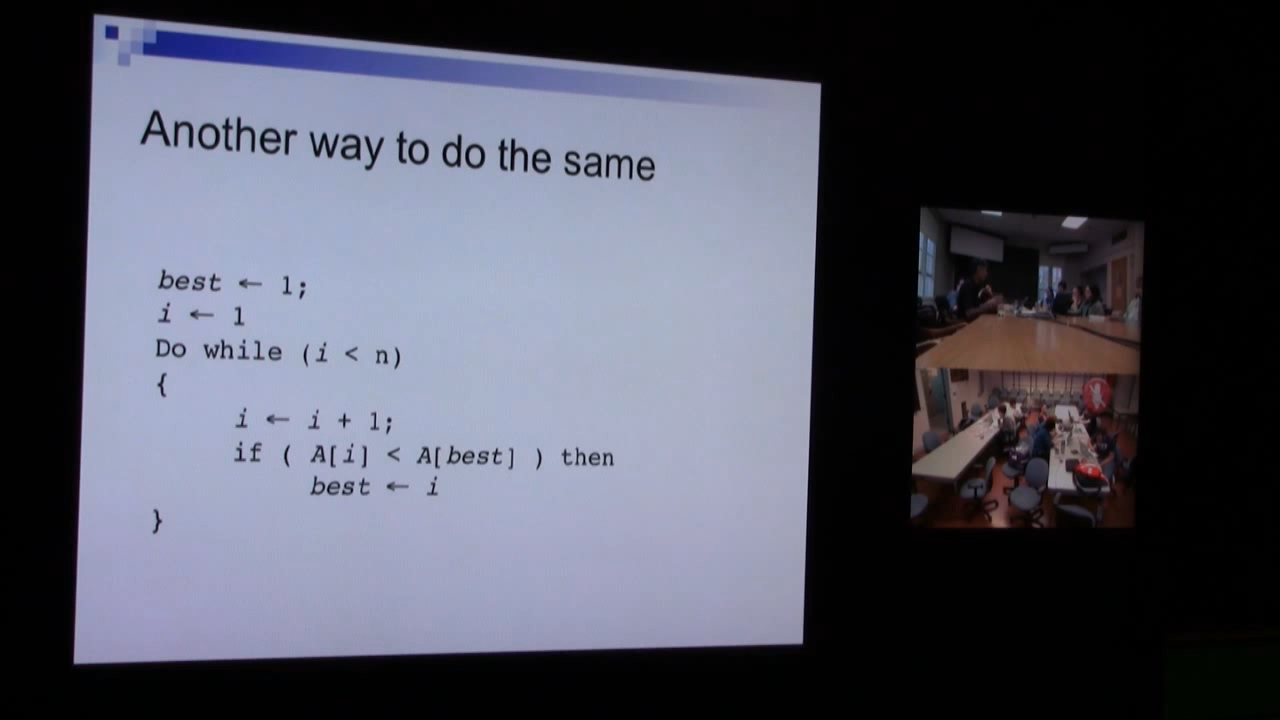 Another way to do the same
best ← 1;
i ← 1
Do while (i < n)
{
i ← i + 1;
if ( A[i] < A[best] ) then
best ← i
}